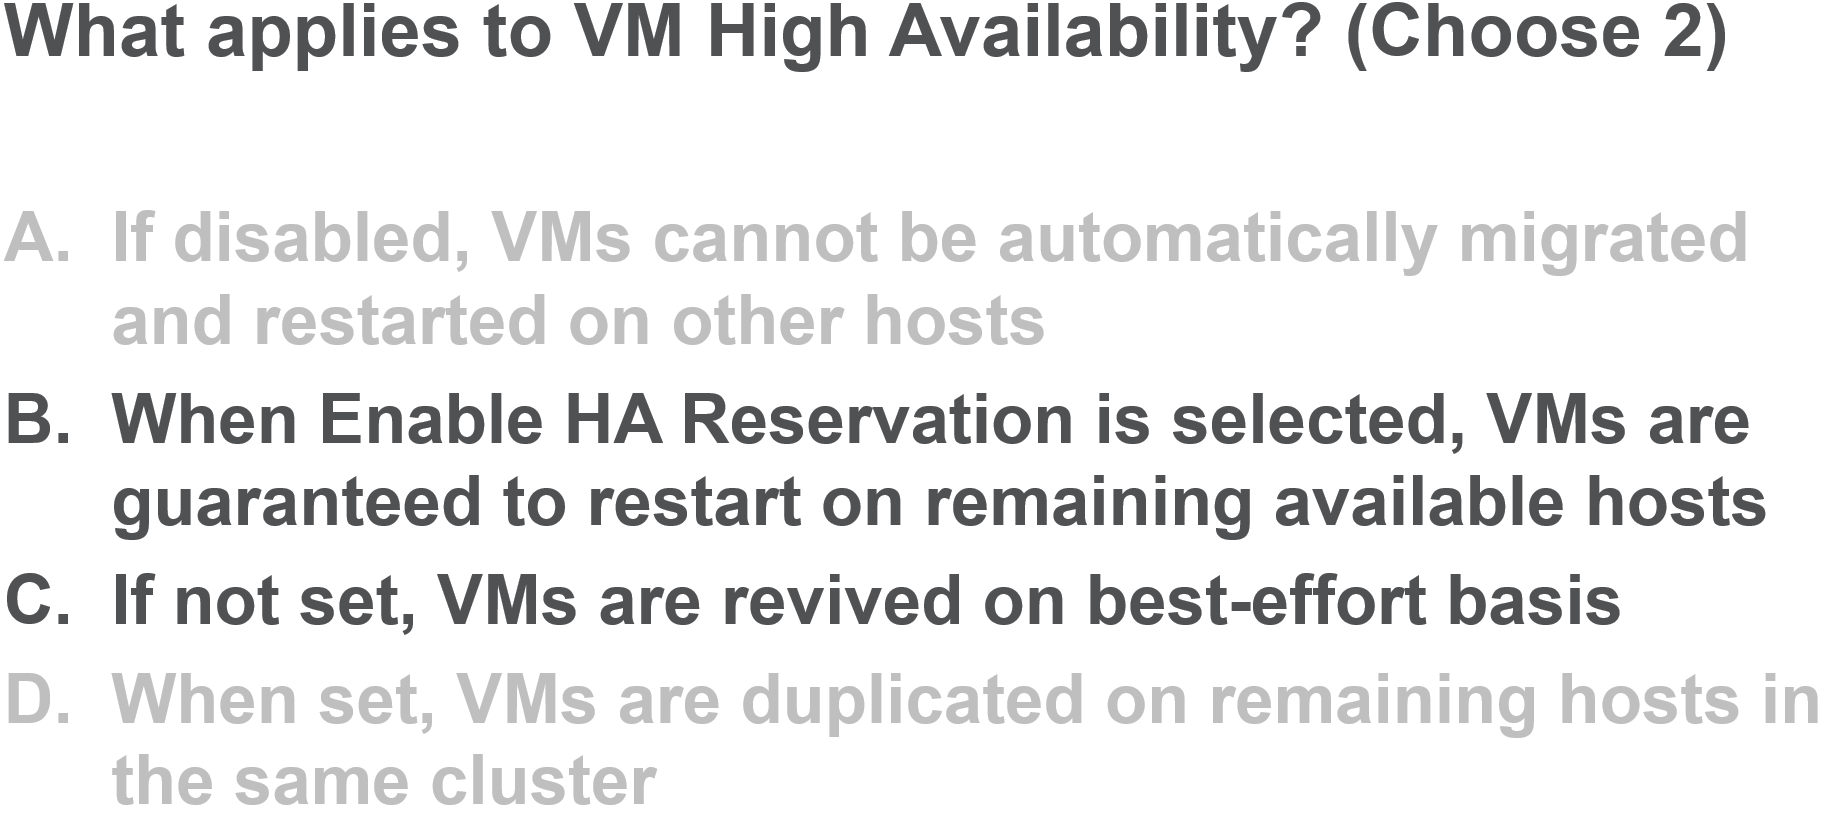 What applies to VM High Availability? (Choose 2)
A. If disabled, VMs cannot be automatically migrated
and restarted on other hosts
B. When Enable HA Reservation is selected, VMs are
guaranteed to restart on remaining available hosts
C. If not set, VMs are revived on best-effort basis
D. When set, VMs are duplicated on remaining hosts in
the same cluster